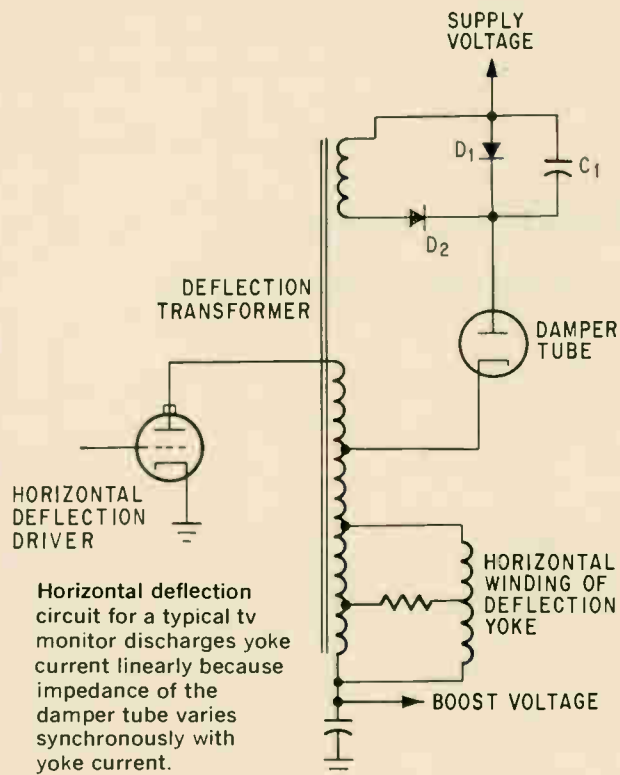 SUPPLY
VOLTAGE
D1
C1
D2
DEFLECTION
TRANSFORMER
DAMPER
TUBE
HORIZONTAL
DEFLECTION
DRIVER
HORIZONTAL
WINDING OF
DEFLECTION
YOKE
BOOST VOLTAGE
Horizontal deflection
circuit for a typical tv
monitor discharges yoke
current linearly because
impedance of the
damper tube varies
synchronously with
yoke current.